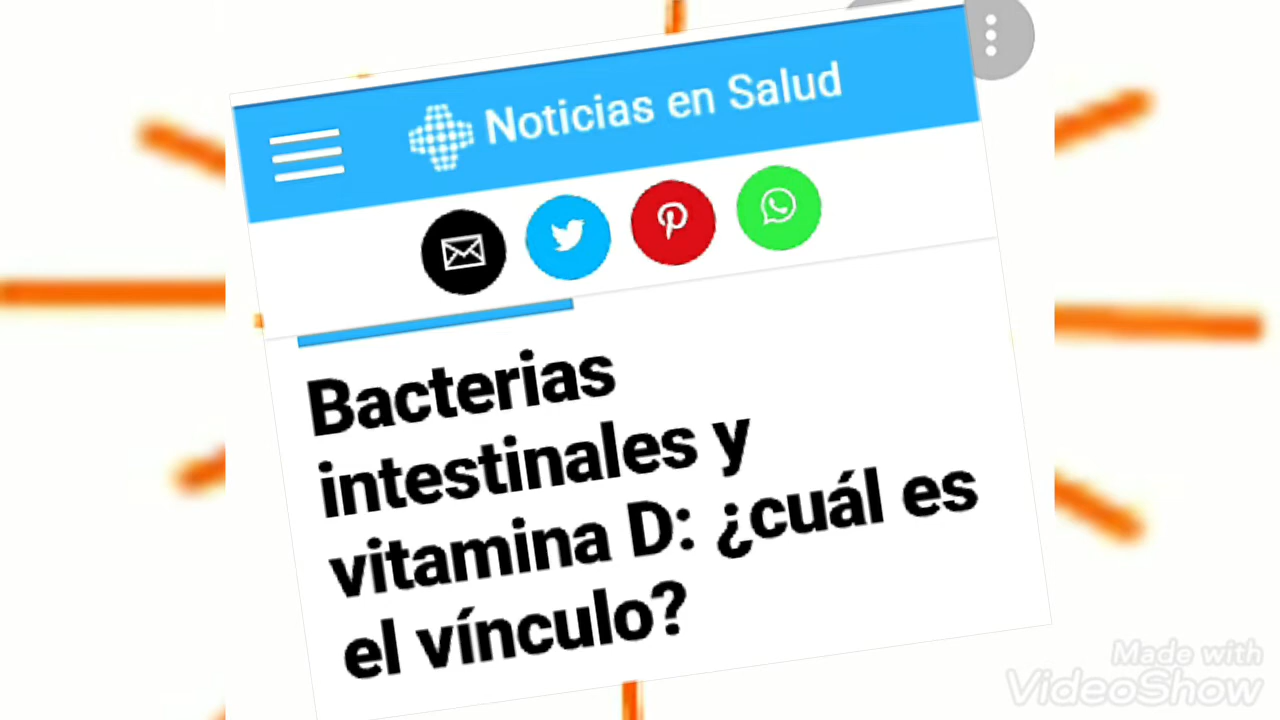 Noticias en Salud
Bacterias
intestinales y
vitamina D: ¿cuál es
el vínculo?
Made with
VideoShow